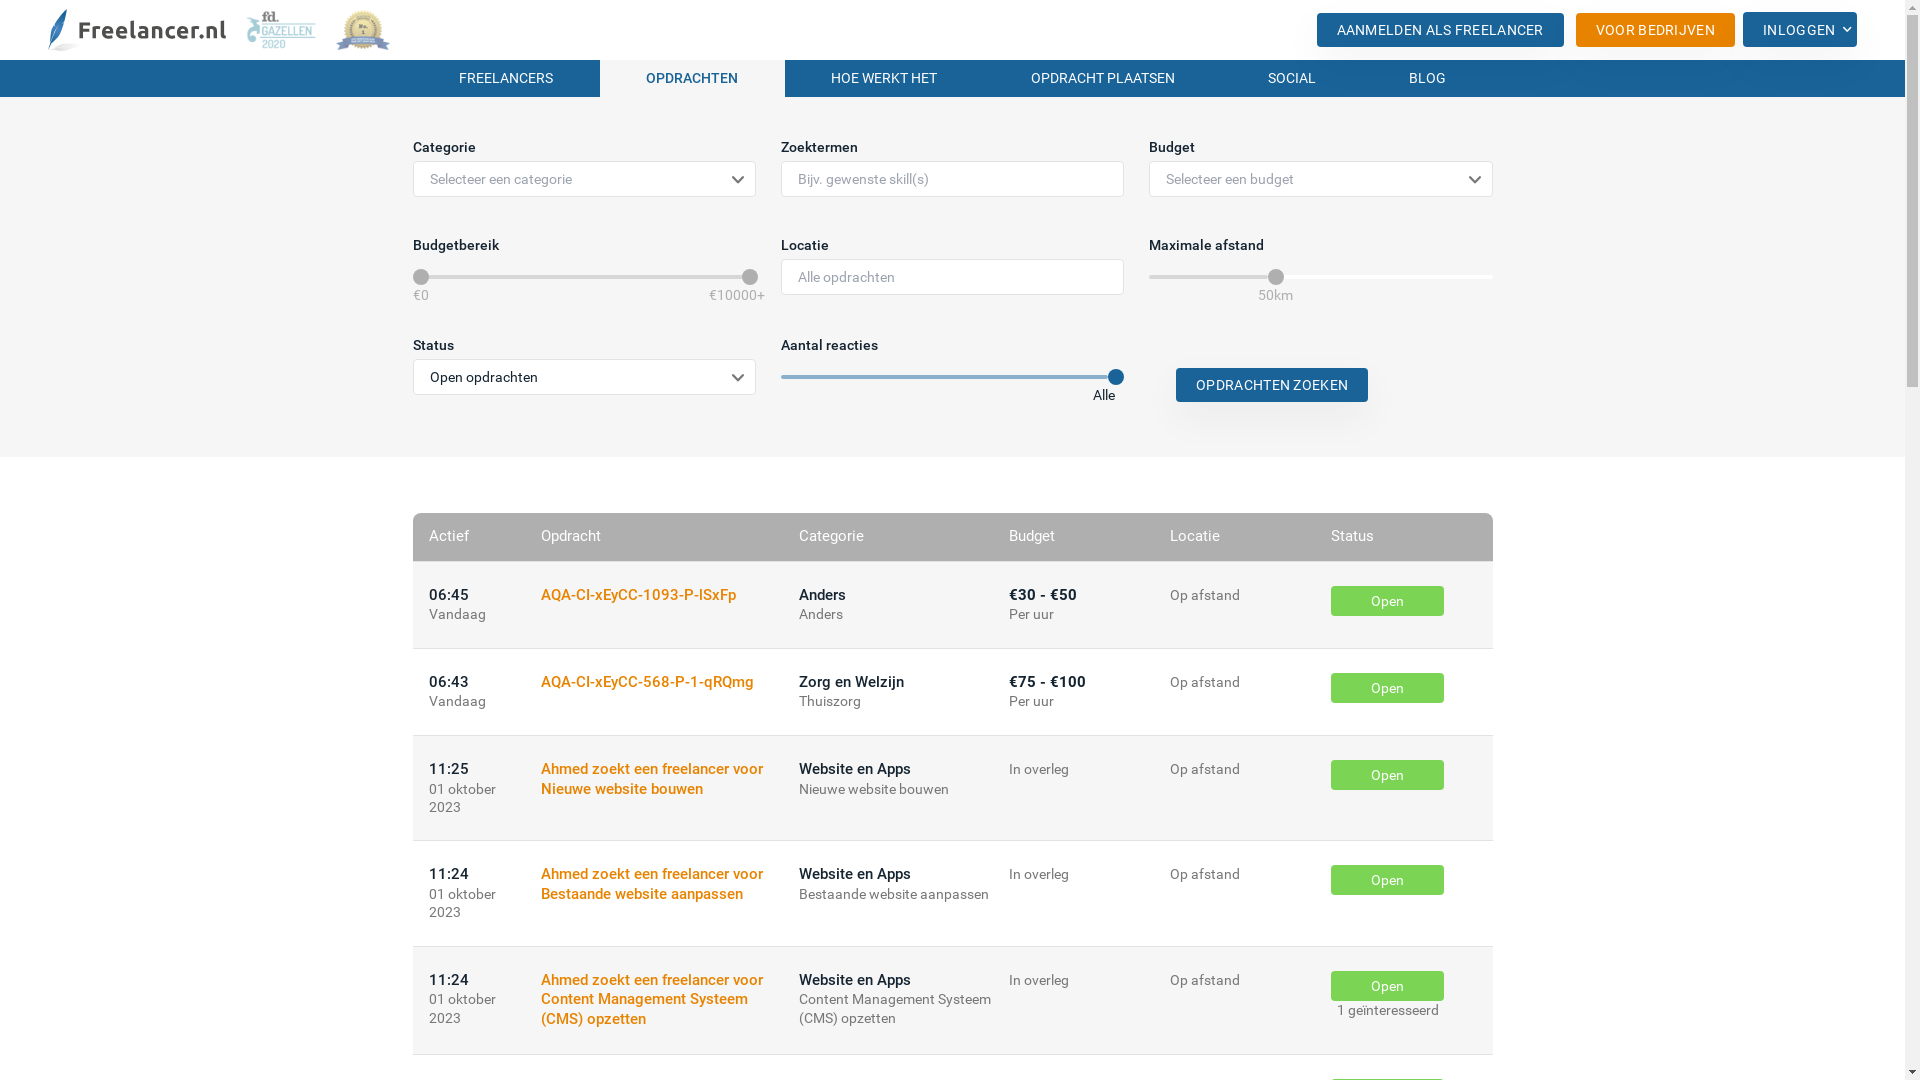 Freelancer.nl
fd.
GAZELLEN
2020
AANMELDEN ALS FREELANCER
VOOR BEDRIJVEN
INLOGGEN
FREELANCERS
OPDRACHTEN
HOE WERKT HET
OPDRACHT PLAATSEN
SOCIAL
BLOG
Categorie
Zoektermen
Budget
Selecteer een categorie
Bijv. gewenste skill(s)
Selecteer een budget
Budgetbereik
Locatie
Maximale afstand
Alle opdrachten
€0
€10000+
50km
Status
Aantal reacties
Open opdrachten
OPDRACHTEN ZOEKEN
Alle
Actief Opdracht Categorie Budget Locatie Status
06:45 AQA-CI-xEyCC-1093-P-lSxFp Anders €30 - €50 Op afstand Open
Vandaag Anders Per uur
06:43 AQA-CI-xEyCC-568-P-1-qRQmg Zorg en Welzijn €75 - €100 Op afstand Open
Vandaag Thuiszorg Per uur
11:25 Ahmed zoekt een freelancer voor Website en Apps In overleg Op afstand Open
01 oktober Nieuwe website bouwen Nieuwe website bouwen
2023
11:24 Ahmed zoekt een freelancer voor Website en Apps In overleg Op afstand Open
01 oktober Bestaande website aanpassen Bestaande website aanpassen
2023
11:24 Ahmed zoekt een freelancer voor Website en Apps In overleg Op afstand Open
01 oktober Content Management Systeem Content Management Systeem 1 geïnteresseerd
2023 (CMS) opzetten (CMS) opzetten